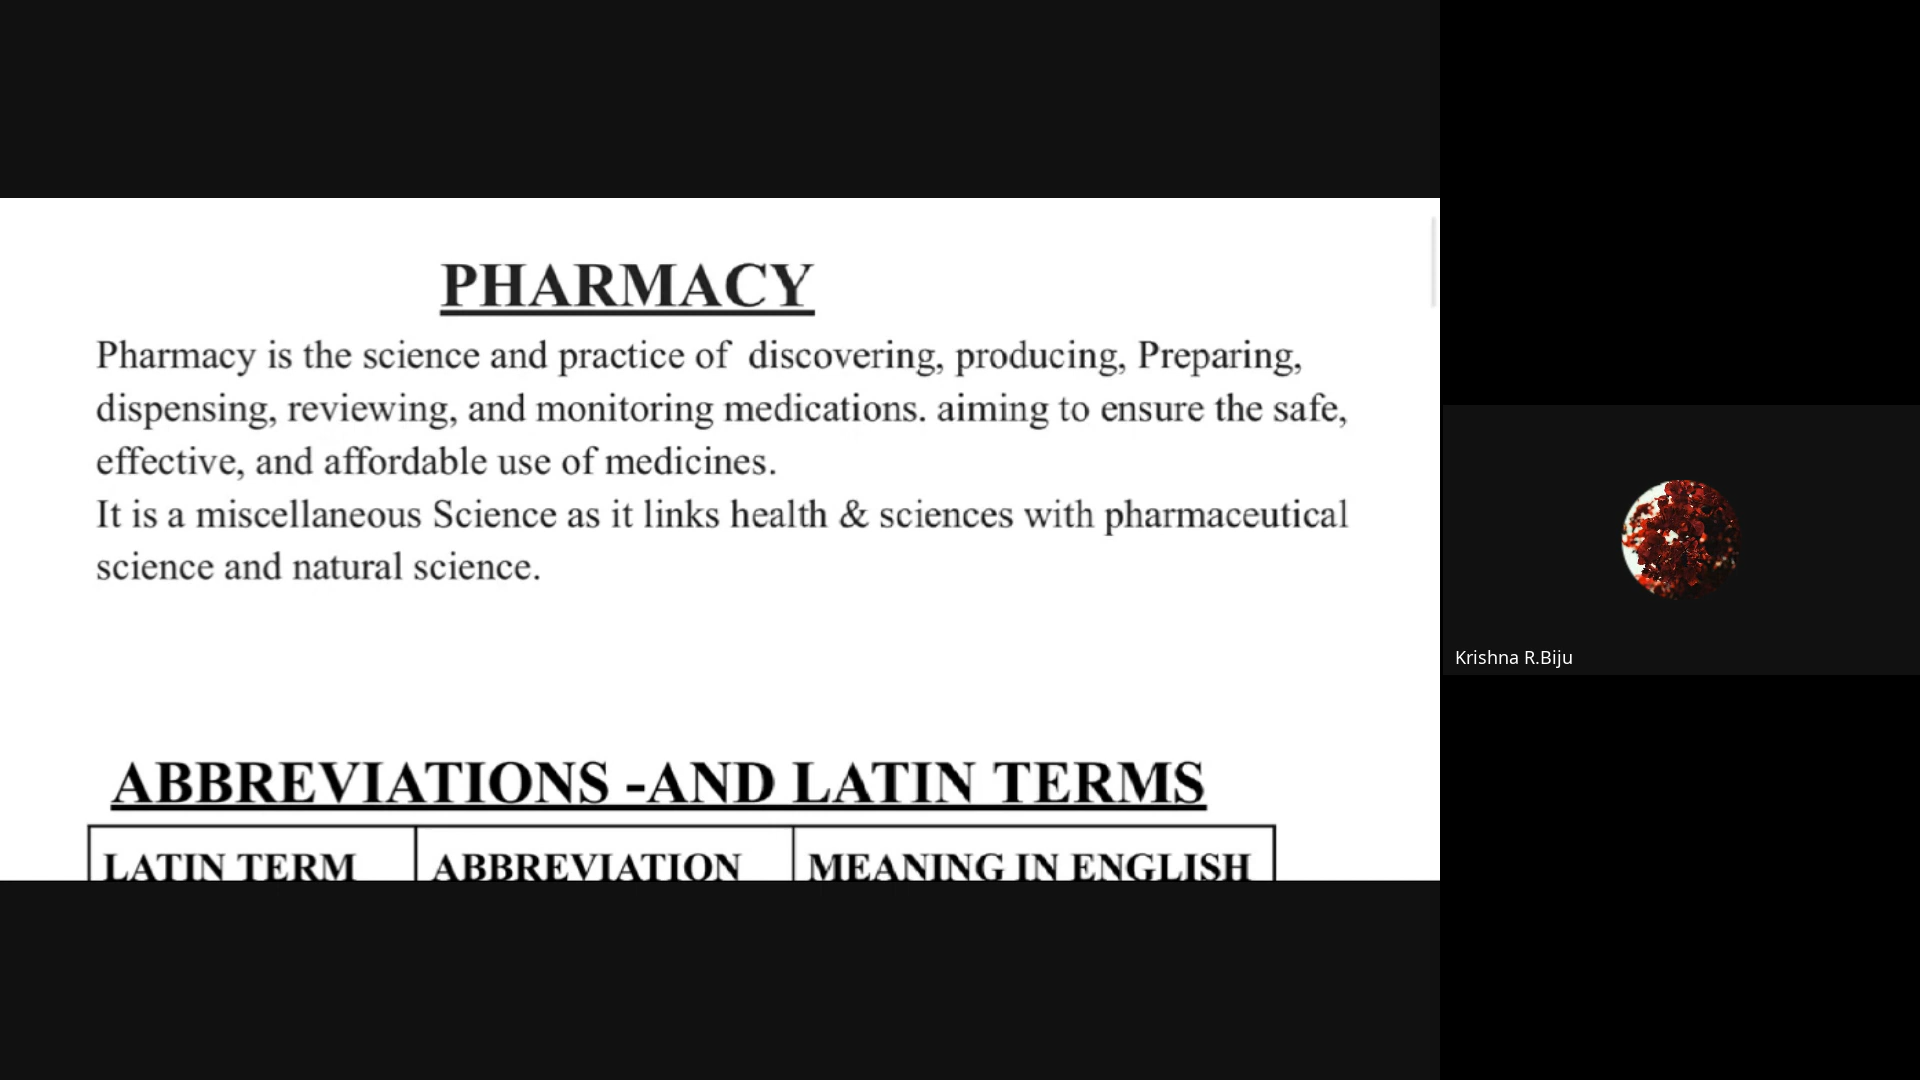 PHARMACY
Pharmacy is the science and practice of discovering, producing, Preparing,
dispensing, reviewing, and monitoring medications. aiming to ensure the safe,
effective, and affordable use of medicines.
It is a miscellaneous Science as it links health & sciences with pharmaceutical
science and natural science.
ABBREVIATIONS -AND LATIN TERMS
LATIN TERM ABBREVIATION MEANING IN ENGLISH
Krishna R.Biju